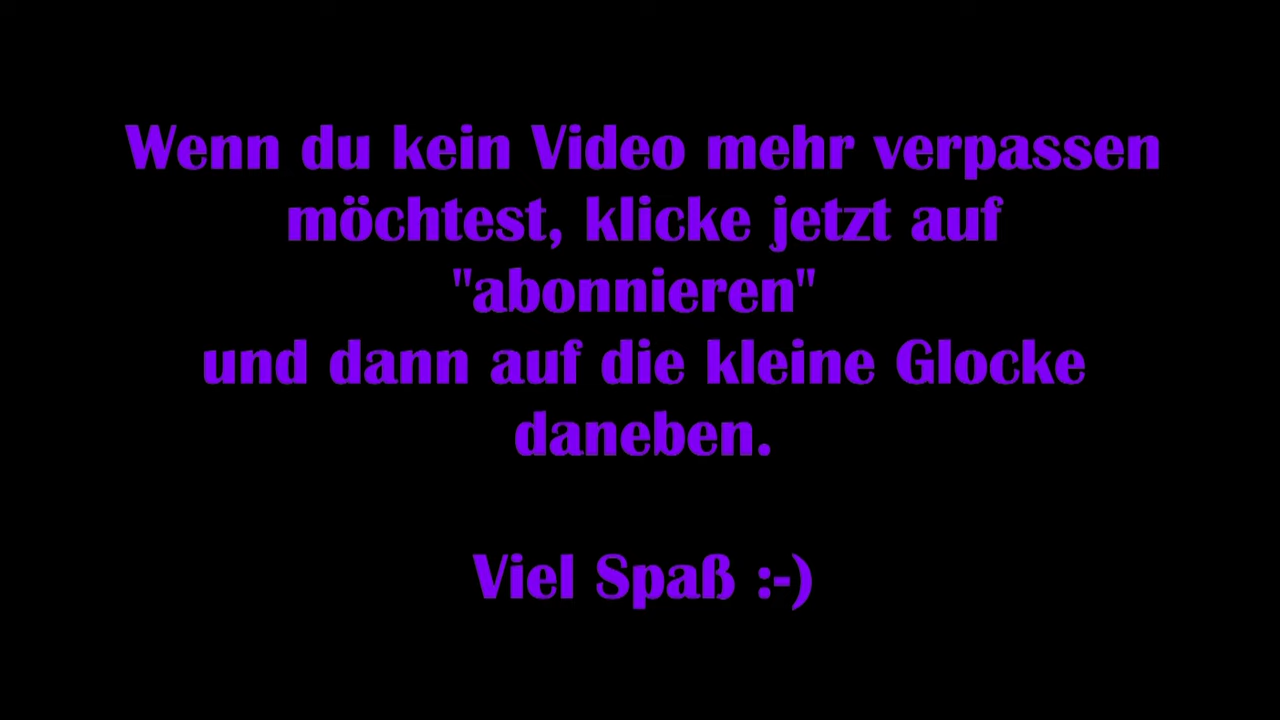 Wenn du kein Video mehr verpassen
möchtest, klicke jetzt auf
"abonnieren"
und dann auf die kleine Glocke
daneben.
Viel Spaß :-)